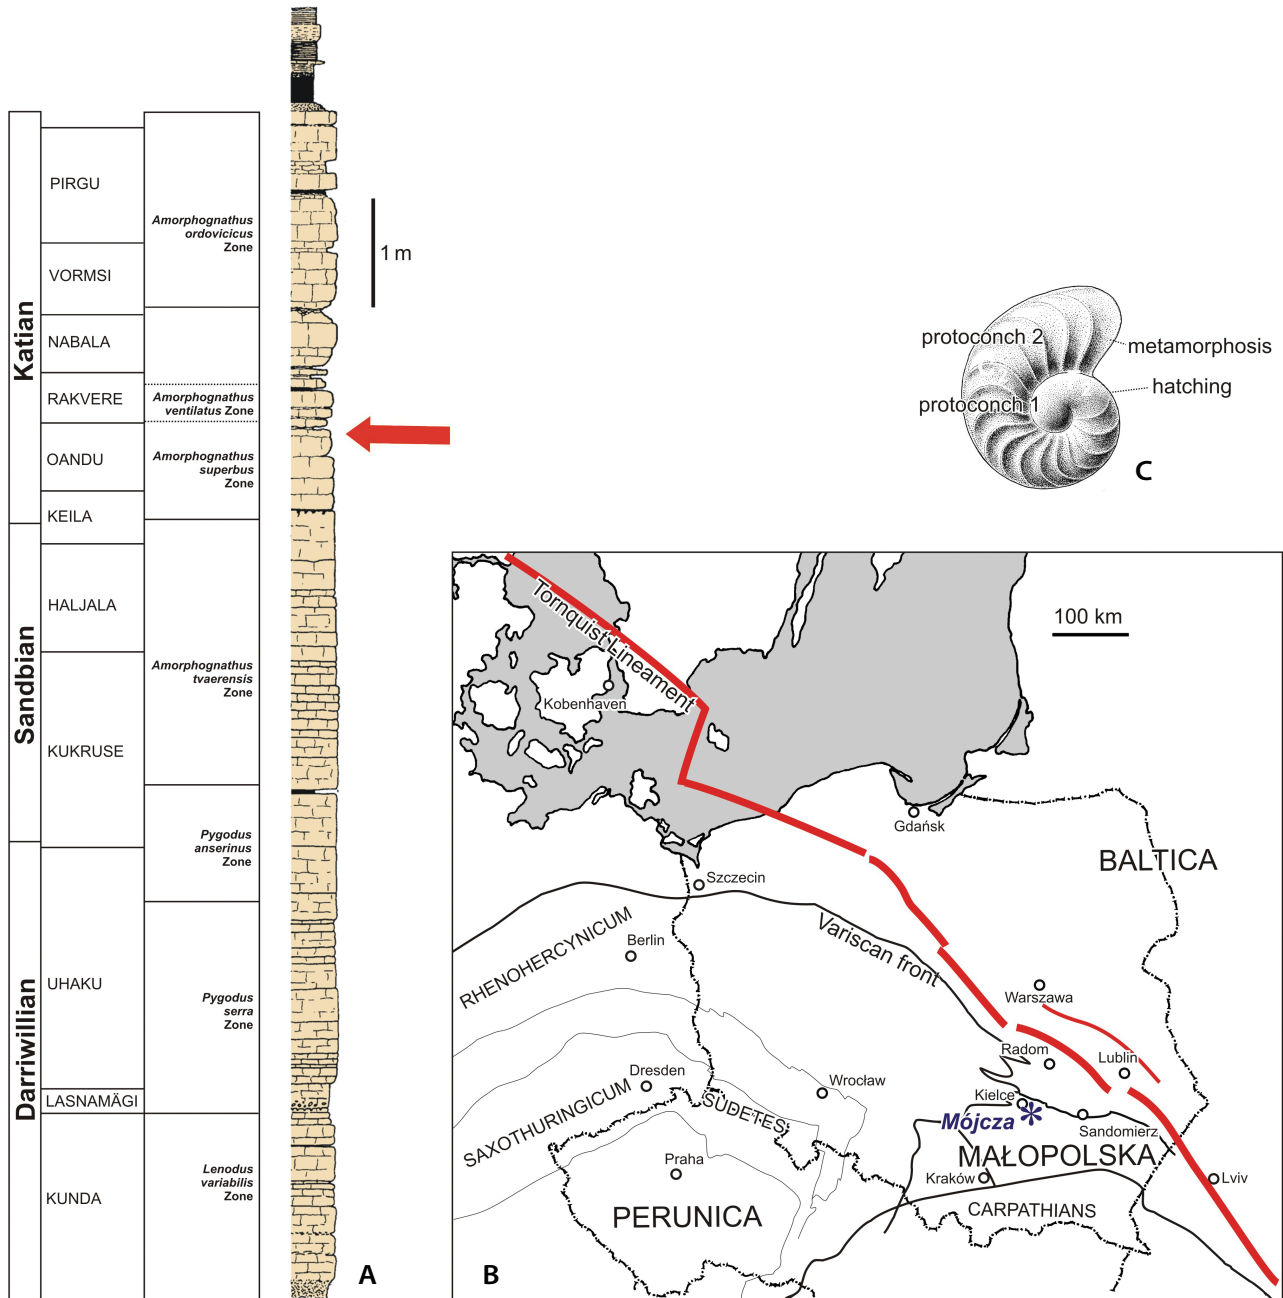 Katian
Sandbian
Darriwillian
PIRGU
VORMSI
NABALA
RAKVERE
OANDU
KEILA
HALJALA
KUKRUSE
UHAKU
LASNAMÄGI
KUNDA
Amorphognathus
ordovicicus
Zone
Amorphognathus
ventilatus Zone
Amorphognathus
superbus
Zone
Amorphognathus
tvaerensis
Zone
Pygodus
anserinus
Zone
Pygodus
serra
Zone
Lenodus
variabilis
Zone
1 m
A
protoconch 2
metamorphosis
hatching
protoconch 1
C
100 km
Tornquist Lineament
Kobenhaven
Gdańsk
BALTICA
Szczecin
Variscan front
RHENOHERCYNICUM
Berlin
Warszawa
Radom
Lublin
Dresden
Wrocław
Kielce
SUDETES
Mójcza
Sandomierz
SAXOTHURINGICUM
MAŁOPOLSKA
Praha
Kraków
Lviv
PERUNICA
CARPATHIANS
B